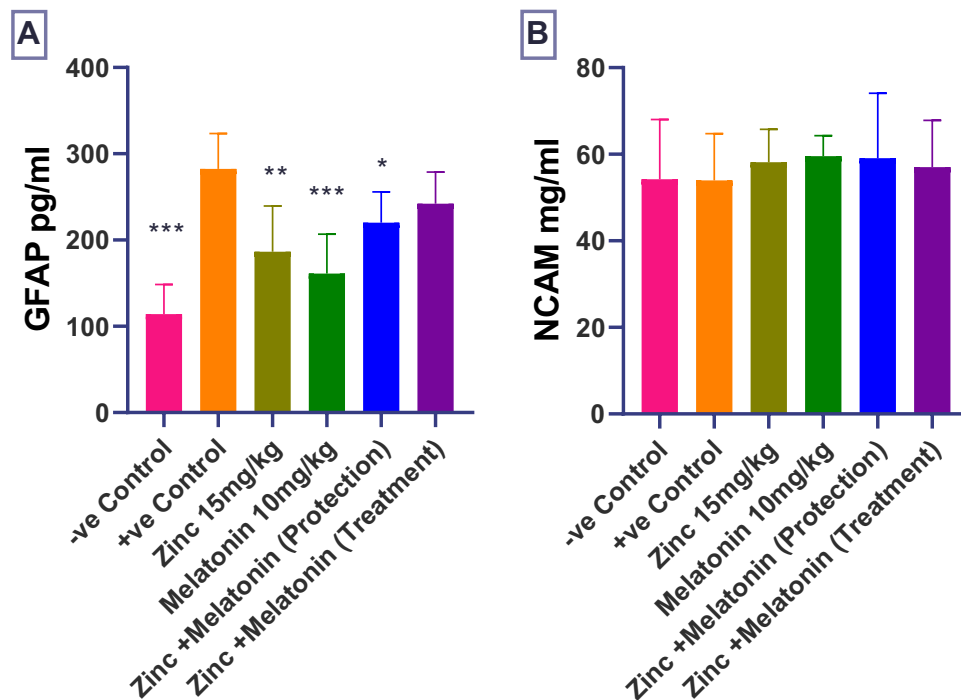 A
GFAP pg/ml
400
300
200
100
0
***
**
***
*
-ve Control
+ve Control
Zinc 15mg/kg
Melatonin 10mg/kg
Zinc +Melatonin (Protection)
Zinc +Melatonin (Treatment)
B
NCAM mg/ml
80
60
40
20
0
-ve Control
+ve Control
Zinc 15mg/kg
Melatonin 10mg/kg
Zinc +Melatonin (Protection)
Zinc +Melatonin (Treatment)